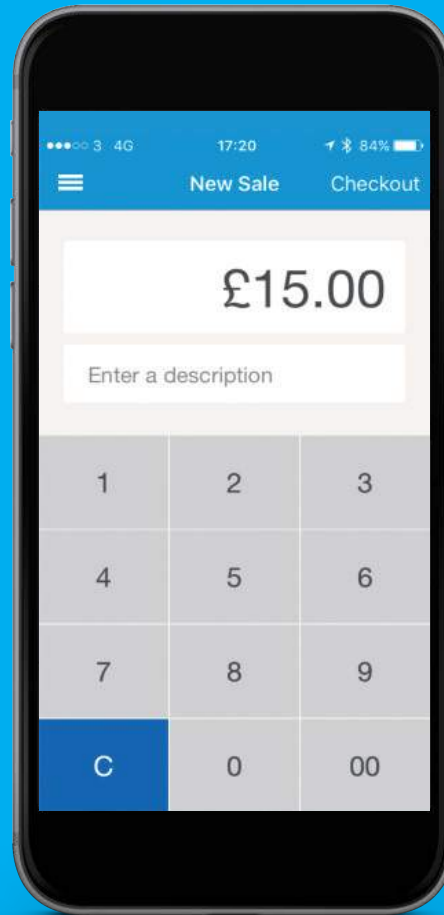 3 4G 17:20 84%
New Sale Checkout
£15.00
Enter a description
1 2 3
4 5 6
7 8 9
C 0 00